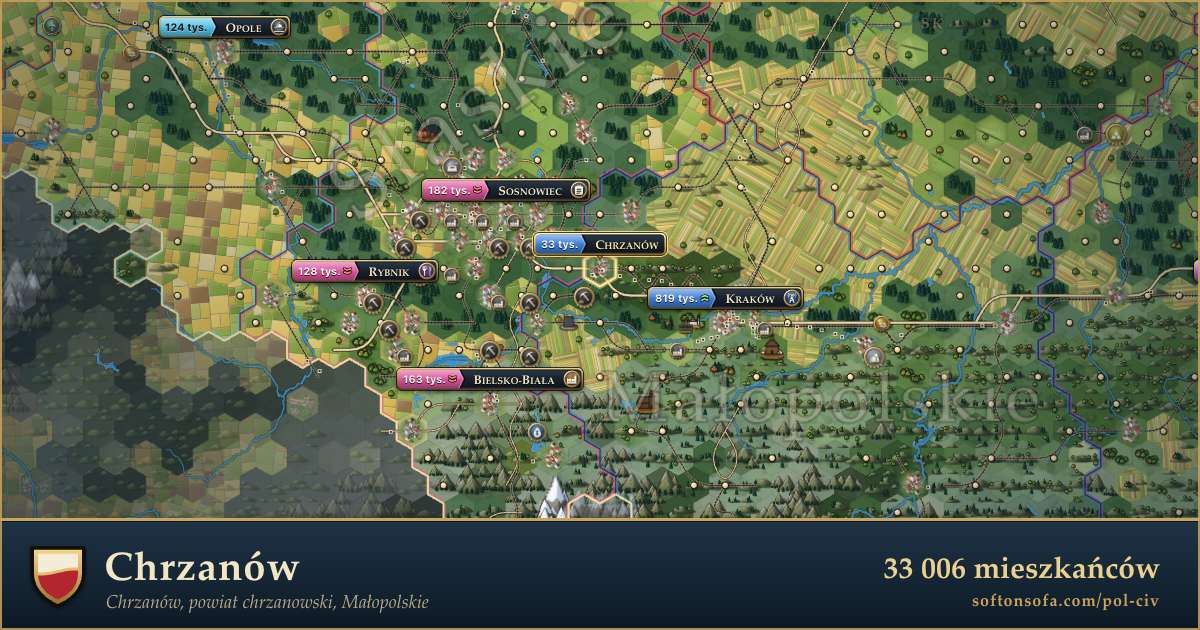 124 tys. OPOLE
Śląskie
182 tys. SOSNOWIEC
33 tys. CHRZANÓW
128 tys. RYBNIK
819 tys. KRAKÓW
163 tys. BIELSKO-BIAŁA
Małopolskie
Chrzanów
Chrzanów, powiat chrzanowski, Małopolskie
33 006 mieszkańców
softonsofa.com/pol-civ